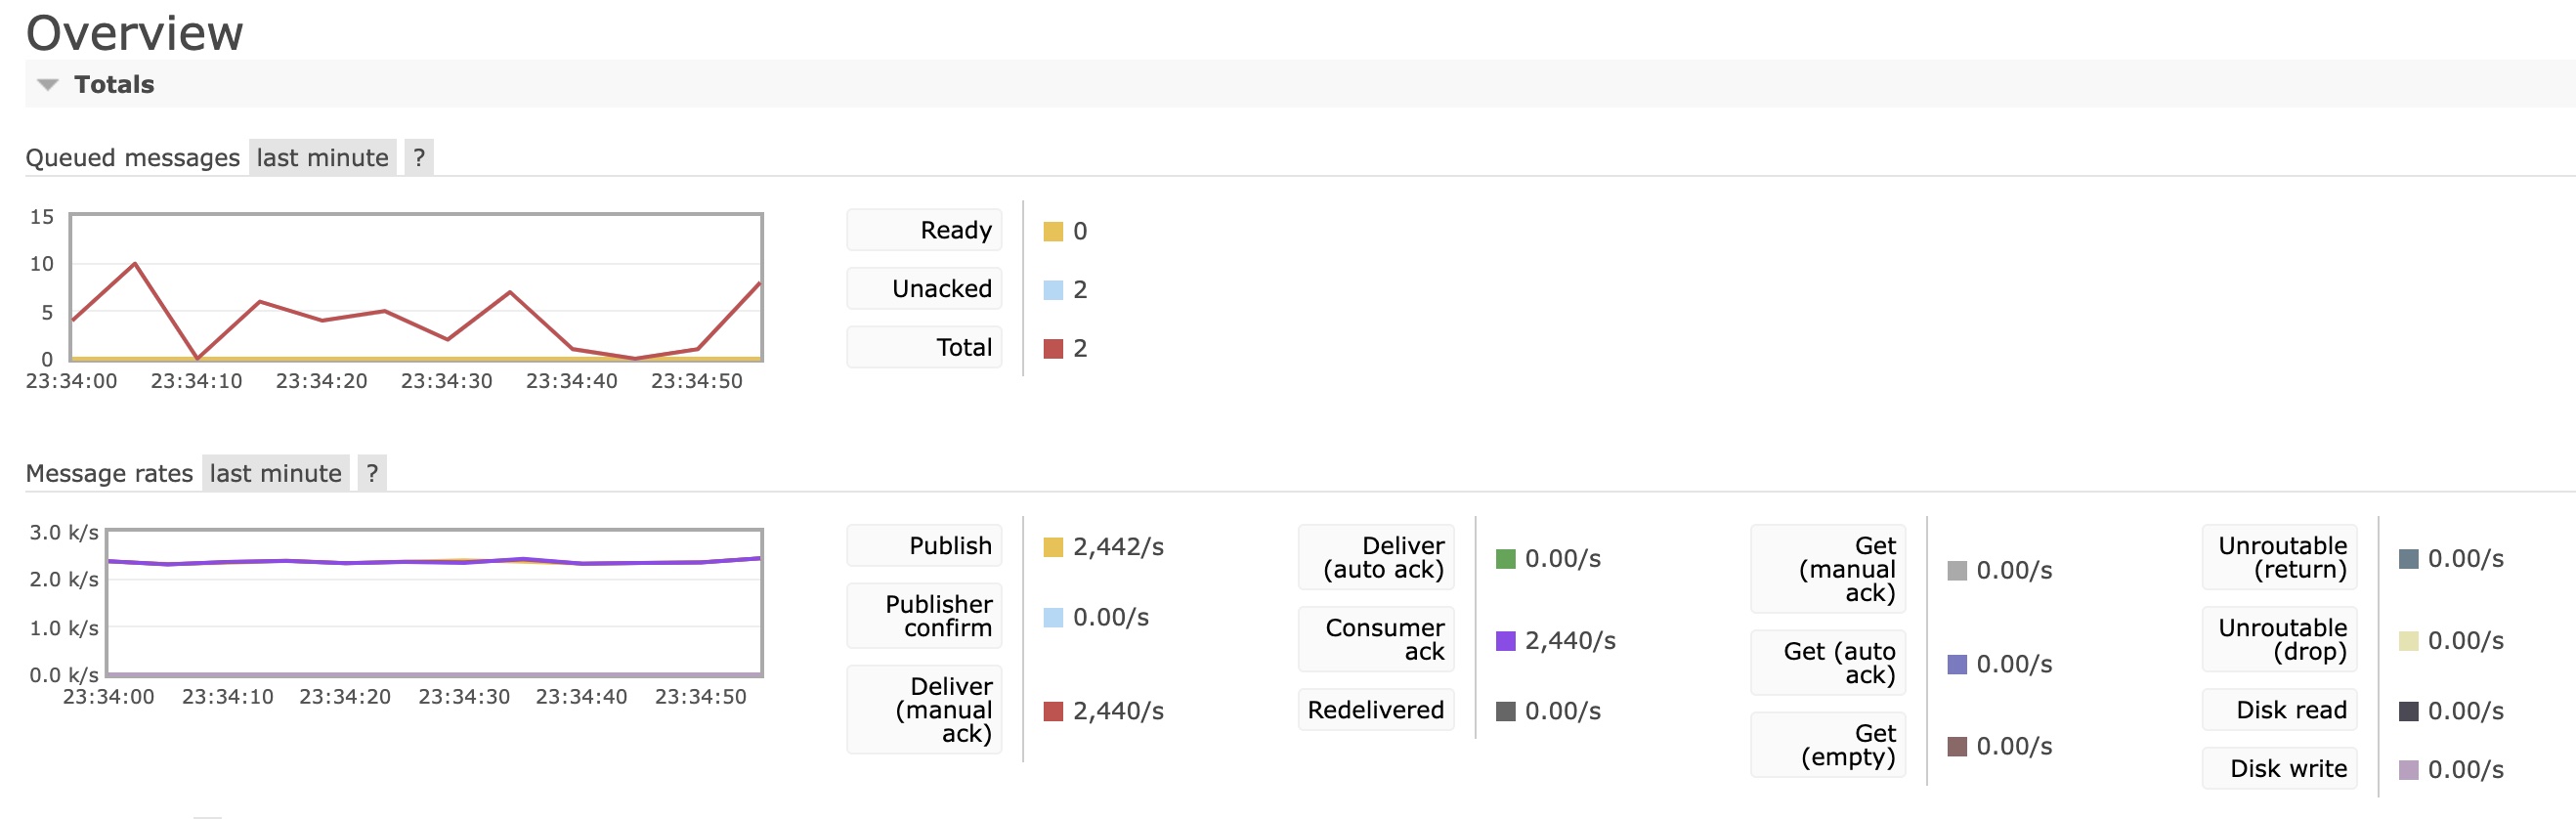 Overview
Totals
Queued messages last minute ?
15
10
5
0
23:34:00 23:34:10 23:34:20 23:34:30 23:34:40 23:34:50
Ready 0
Unacked 2
Total 2
Message rates last minute ?
3.0 k/s
2.0 k/s
1.0 k/s
0.0 k/s
23:34:00 23:34:10 23:34:20 23:34:30 23:34:40 23:34:50
Publish 2,442/s
Publisher
confirm 0.00/s
Deliver
(manual 2,440/s
ack)
Deliver
(auto ack) 0.00/s
Consumer
ack 2,440/s
Redelivered 0.00/s
Get
(manual 0.00/s
ack)
Get (auto
ack) 0.00/s
Get
(empty) 0.00/s
Unroutable
(return) 0.00/s
Unroutable
(drop) 0.00/s
Disk read 0.00/s
Disk write 0.00/s